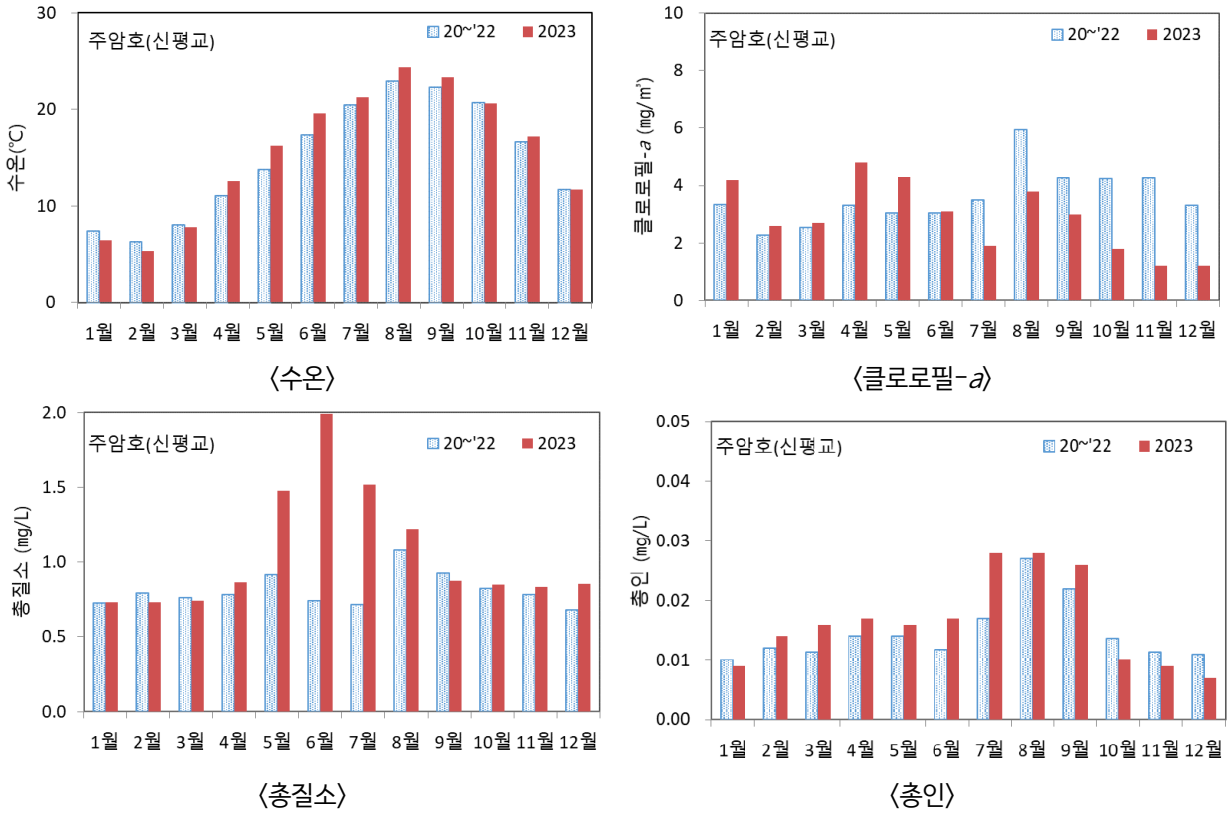 주암호(신평교)
20~'22 2023
수온(℃)
30
20
10
0
1월 2월 3월 4월 5월 6월 7월 8월 9월 10월 11월 12월
〈수온〉
주암호(신평교)
20~'22 2023
클로로필-a (㎎/㎥)
10
8
6
4
2
0
1월 2월 3월 4월 5월 6월 7월 8월 9월 10월 11월 12월
〈클로로필-a〉
주암호(신평교)
20~'22 2023
총질소 (㎎/L)
2.0
1.5
1.0
0.5
0.0
1월 2월 3월 4월 5월 6월 7월 8월 9월 10월 11월 12월
〈총질소〉
주암호(신평교)
20~'22 2023
총인 (㎎/L)
0.05
0.04
0.03
0.02
0.01
0.00
1월 2월 3월 4월 5월 6월 7월 8월 9월 10월 11월 12월
〈총인〉